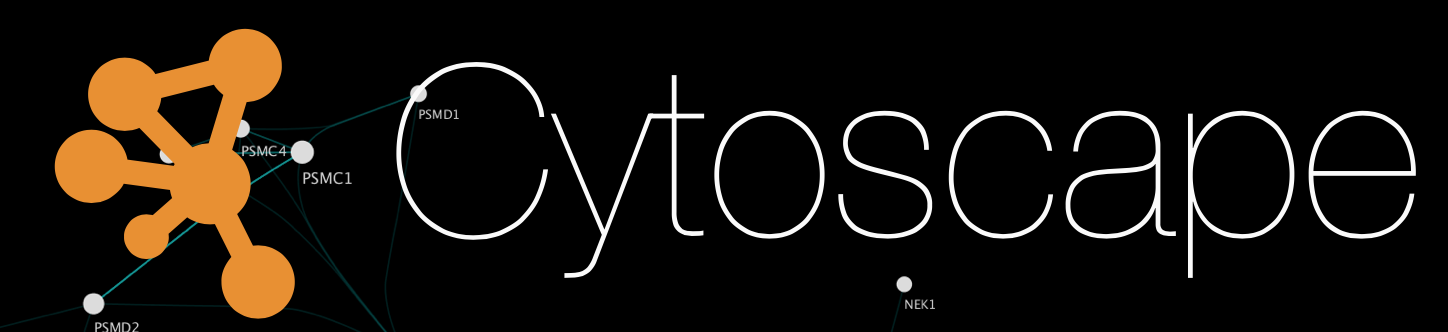 Cytoscape
PSMD1
PSMC4
PSMC1
NEK1
PSMD2